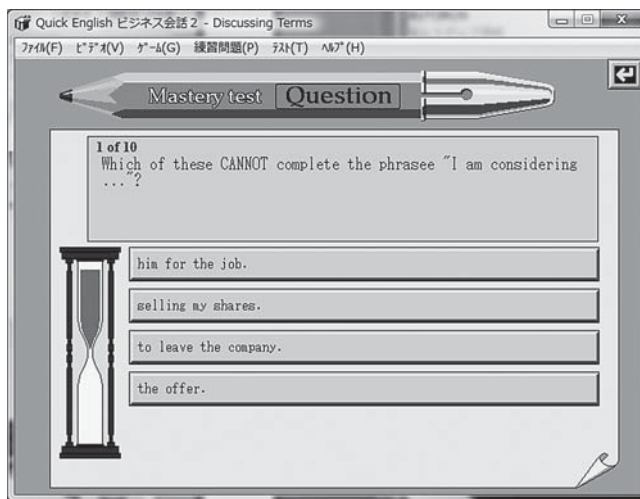 Quick English ビジネス会話2 - Discussing Terms
ファイル(F) ビデオ(V) ゲーム(G) 練習問題(P) テスト(T) ヘルプ(H)
Mastery test Question
1 of 10
Which of these CANNOT complete the phrasee "I am considering
..."?
him for the job.
selling my shares.
to leave the company.
the offer.